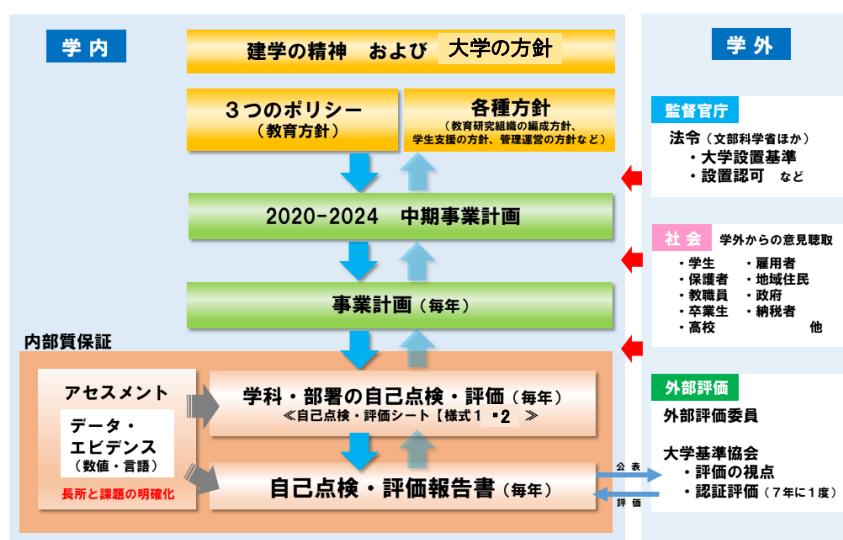 学内
建学の精神 および 大学の方針
３つのポリシー
（教育方針）
各種方針
（教育研究組織の編成方針、
学生支援の方針、管理運営の方針など）
2020-2024 中期事業計画
事業計画（毎年）
内部質保証
アセスメント
データ・
エビデンス
（数値・言語）
長所と課題の明確化
学科・部署の自己点検・評価（毎年）
≪自己点検・評価シート【様式１・2 ≫
自己点検・評価報告書（毎年）
公表
評価
学外
監督官庁
法令（文部科学省ほか）
・大学設置基準
・設置認可 など
社会 学外からの意見聴取
・学生 ・雇用者
・保護者 ・地域住民
・教職員 ・政府
・卒業生 ・納税者
・高校 他
外部評価
外部評価委員
大学基準協会
・評価の視点
・認証評価（７年に１度）